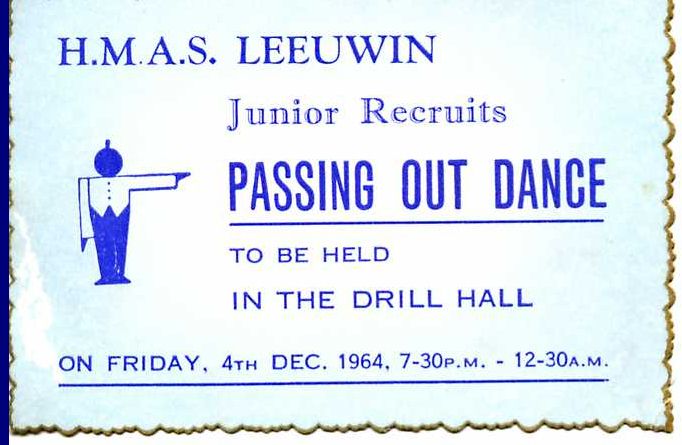 H.M.A.S. LEEUWIN
Junior Recruits
PASSING OUT DANCE
TO BE HELD
IN THE DRILL HALL
ON FRIDAY, 4TH DEC. 1964, 7-30P.M. - 12-30A.M.